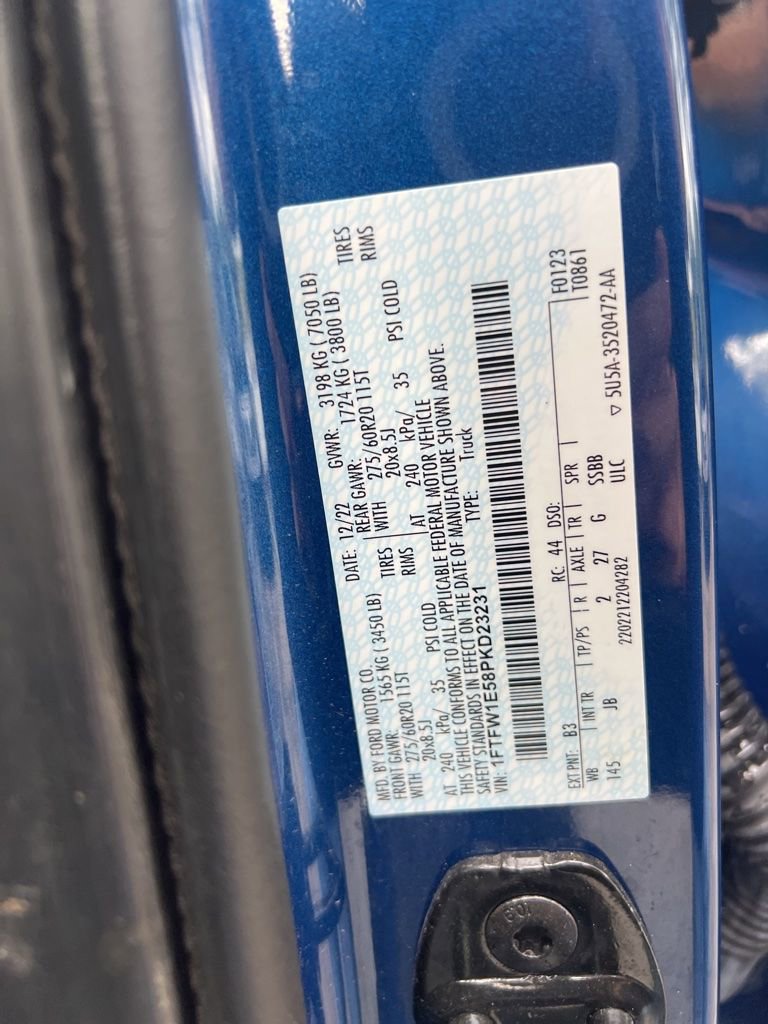 MFD. BY FORD MOTOR CO. DATE: 12/22 GVWR: 3198 KG ( 7050 LB)
FRONT GAWR: 1565 KG ( 3450 LB) REAR GAWR: 1724 KG ( 3800 LB)
WITH 275/60R20 115T TIRES WITH 275/60R20 115T TIRES
20x8.5J RIMS 20x8.5J RIMS
AT 240 kPa/ 35 PSI COLD AT 240 kPa/ 35 PSI COLD
THIS VEHICLE CONFORMS TO ALL APPLICABLE FEDERAL MOTOR VEHICLE
SAFETY STANDARDS IN EFFECT ON THE DATE OF MANUFACTURE SHOWN ABOVE.
VIN: 1FTFW1E58PKD23231 TYPE: Truck
F0123
EXT PNT: B3 RC: 44 DSO: T0861
WB INT TR TP/PS R AXLE TR SPR
145 JB 2 27 G SSBB
2202212204282 ULC ▽ 5U5A-3520472-AA
10.9